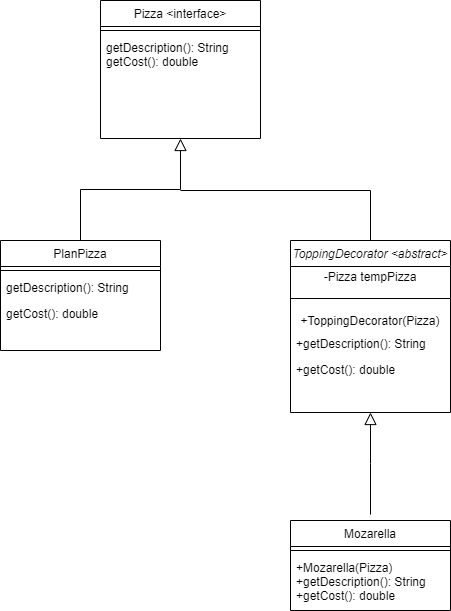 Pizza <interface>
getDescription(): String
getCost(): double
PlanPizza
getDescription(): String
getCost(): double
ToppingDecorator <abstract>
-Pizza tempPizza
+ToppingDecorator(Pizza)
+getDescription(): String
+getCost(): double
Mozarella
+Mozarella(Pizza)
+getDescription(): String
+getCost(): double